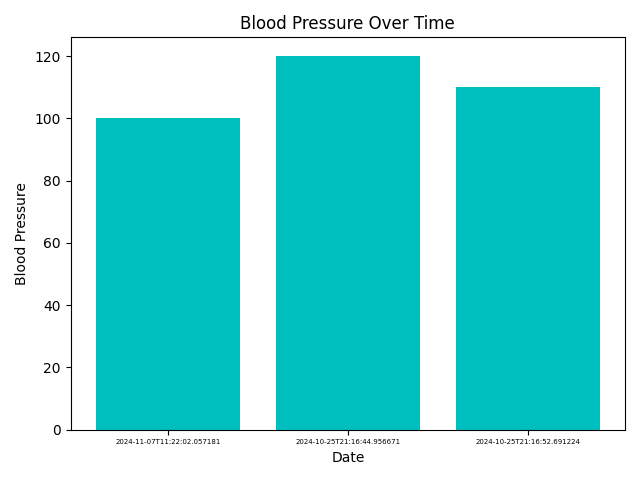 Blood Pressure Over Time
Blood Pressure
120
100
80
60
40
20
0
2024-11-07T11:22:02.057181
2024-10-25T21:16:44.956671
2024-10-25T21:16:52.691224
Date